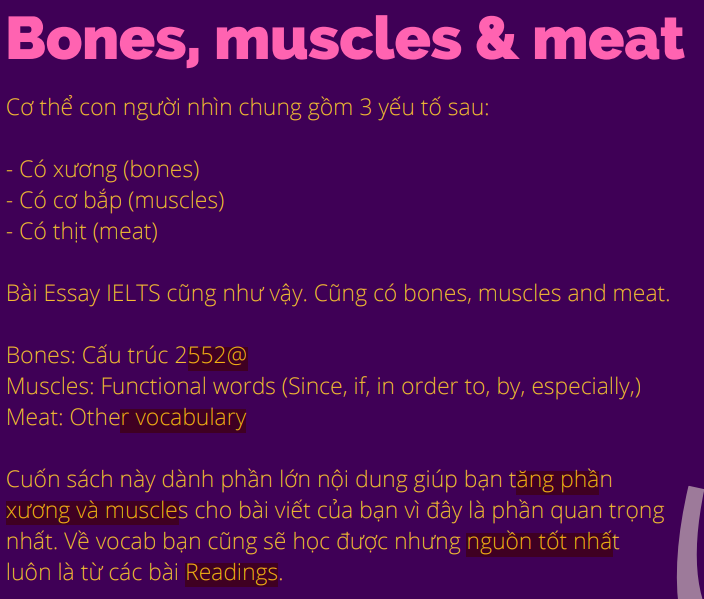 Bones, muscles & meat
Cơ thể con người nhìn chung gồm 3 yếu tố sau:
- Có xương (bones)
- Có cơ bắp (muscles)
- Có thịt (meat)
Bài Essay IELTS cũng như vậy. Cũng có bones, muscles and meat.
Bones: Cấu trúc 2552@
Muscles: Functional words (Since, if, in order to, by, especially,)
Meat: Other vocabulary
Cuốn sách này dành phần lớn nội dung giúp bạn tăng phần
xương và muscles cho bài viết của bạn vì đây là phần quan trọng
nhất. Về vocab bạn cũng sẽ học được nhưng nguồn tốt nhất
luôn là từ các bài Readings.